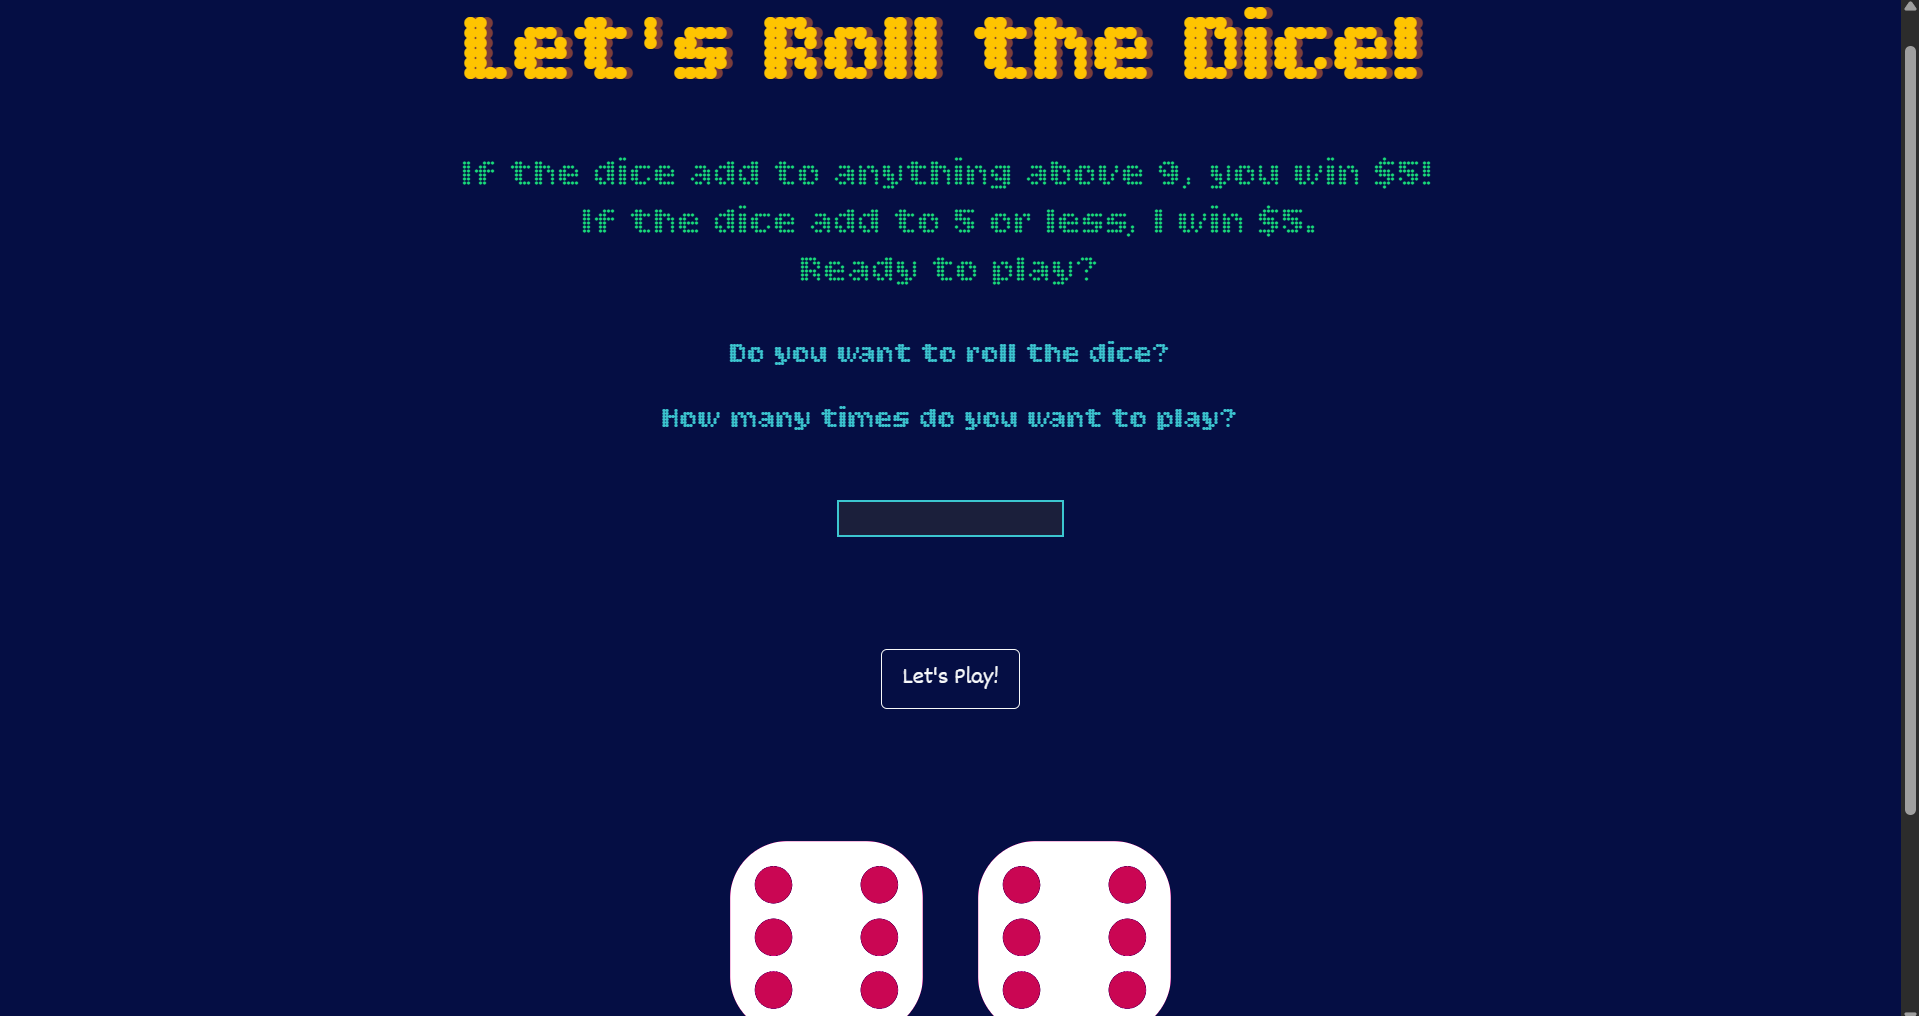 Let's Roll the Dice!
If the dice add to anything above 9, you win $5!
If the dice add to 5 or less, I win $5.
Ready to play?
Do you want to roll the dice?
How many times do you want to play?
Let's Play!